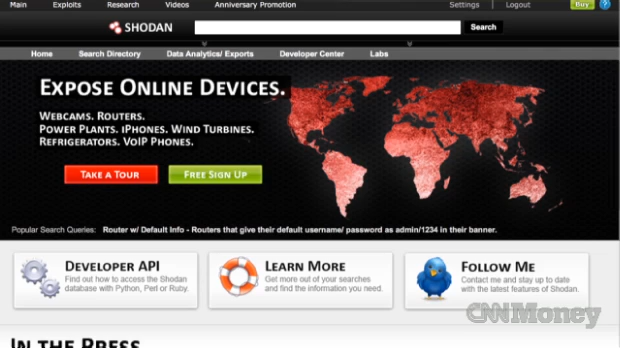 Main Exploits Research Videos Anniversary Promotion Settings Logout Buy ?
SHODAN Search
Home Search Directory Data Analytics/ Exports Developer Center Labs
EXPOSE ONLINE DEVICES.
WEBCAMS. ROUTERS.
POWER PLANTS. IPHONES. WIND TURBINES.
REFRIGERATORS. VOIP PHONES.
TAKE A TOUR FREE SIGN UP
Popular Search Queries: Router w/ Default Info - Routers that give their default username/ password as admin/1234 in their banner.
DEVELOPER API
Find out how to access the Shodan
database with Python, Perl or Ruby.
LEARN MORE
Get more out of your searches
and find the information you need.
FOLLOW ME
Contact me and stay up to date
with the latest features of Shodan.
CNNMoney
IN THE PRESS